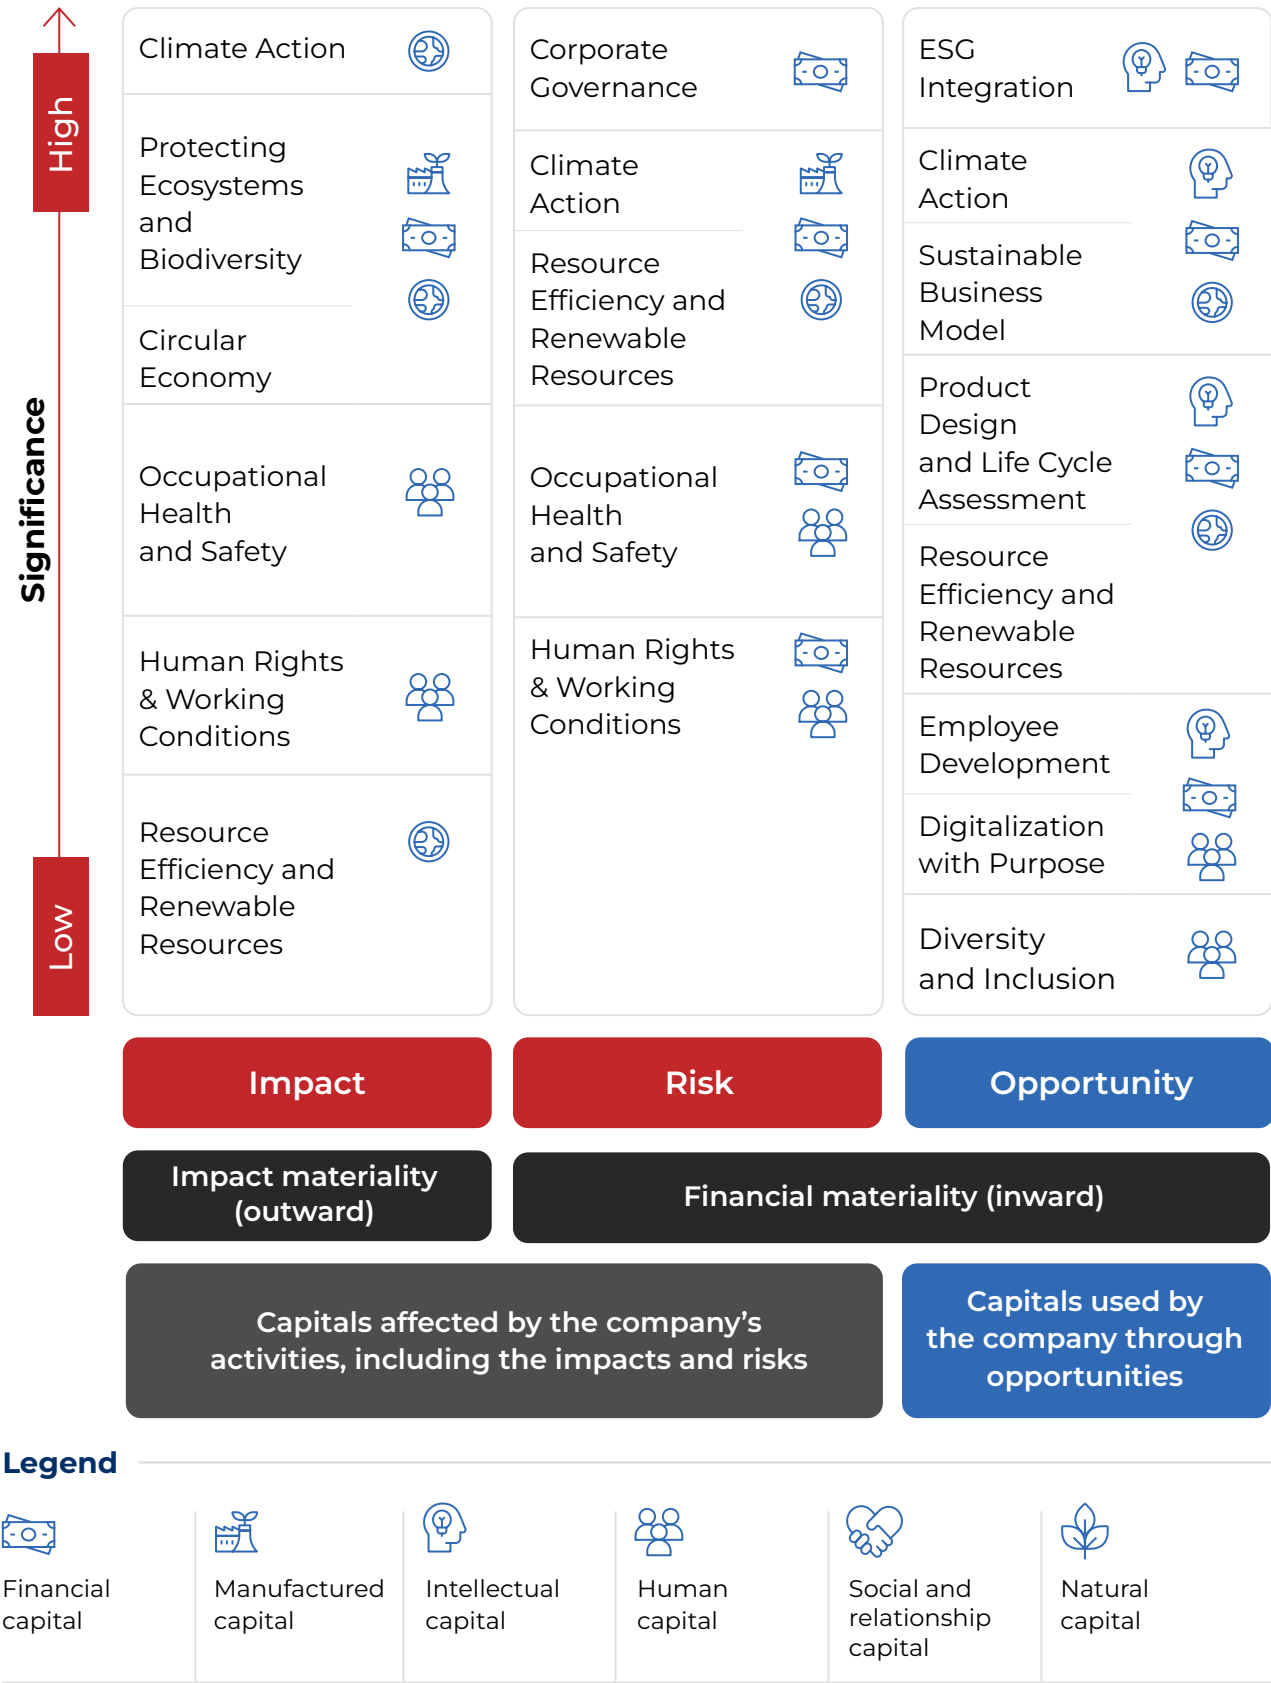 Significance
High
Low
Climate Action
Protecting
Ecosystems
and
Biodiversity
Circular
Economy
Occupational
Health
and Safety
Human Rights
& Working
Conditions
Resource
Efficiency and
Renewable
Resources
Corporate
Governance
Climate
Action
Resource
Efficiency and
Renewable
Resources
Occupational
Health
and Safety
Human Rights
& Working
Conditions
ESG
Integration
Climate
Action
Sustainable
Business
Model
Product
Design
and Life Cycle
Assessment
Resource
Efficiency and
Renewable
Resources
Employee
Development
Digitalization
with Purpose
Diversity
and Inclusion
Impact
Risk
Opportunity
Impact materiality
(outward)
Financial materiality (inward)
Capitals affected by the company’s
activities, including the impacts and risks
Capitals used by
the company through
opportunities
Legend
Financial
capital
Manufactured
capital
Intellectual
capital
Human
capital
Social and
relationship
capital
Natural
capital